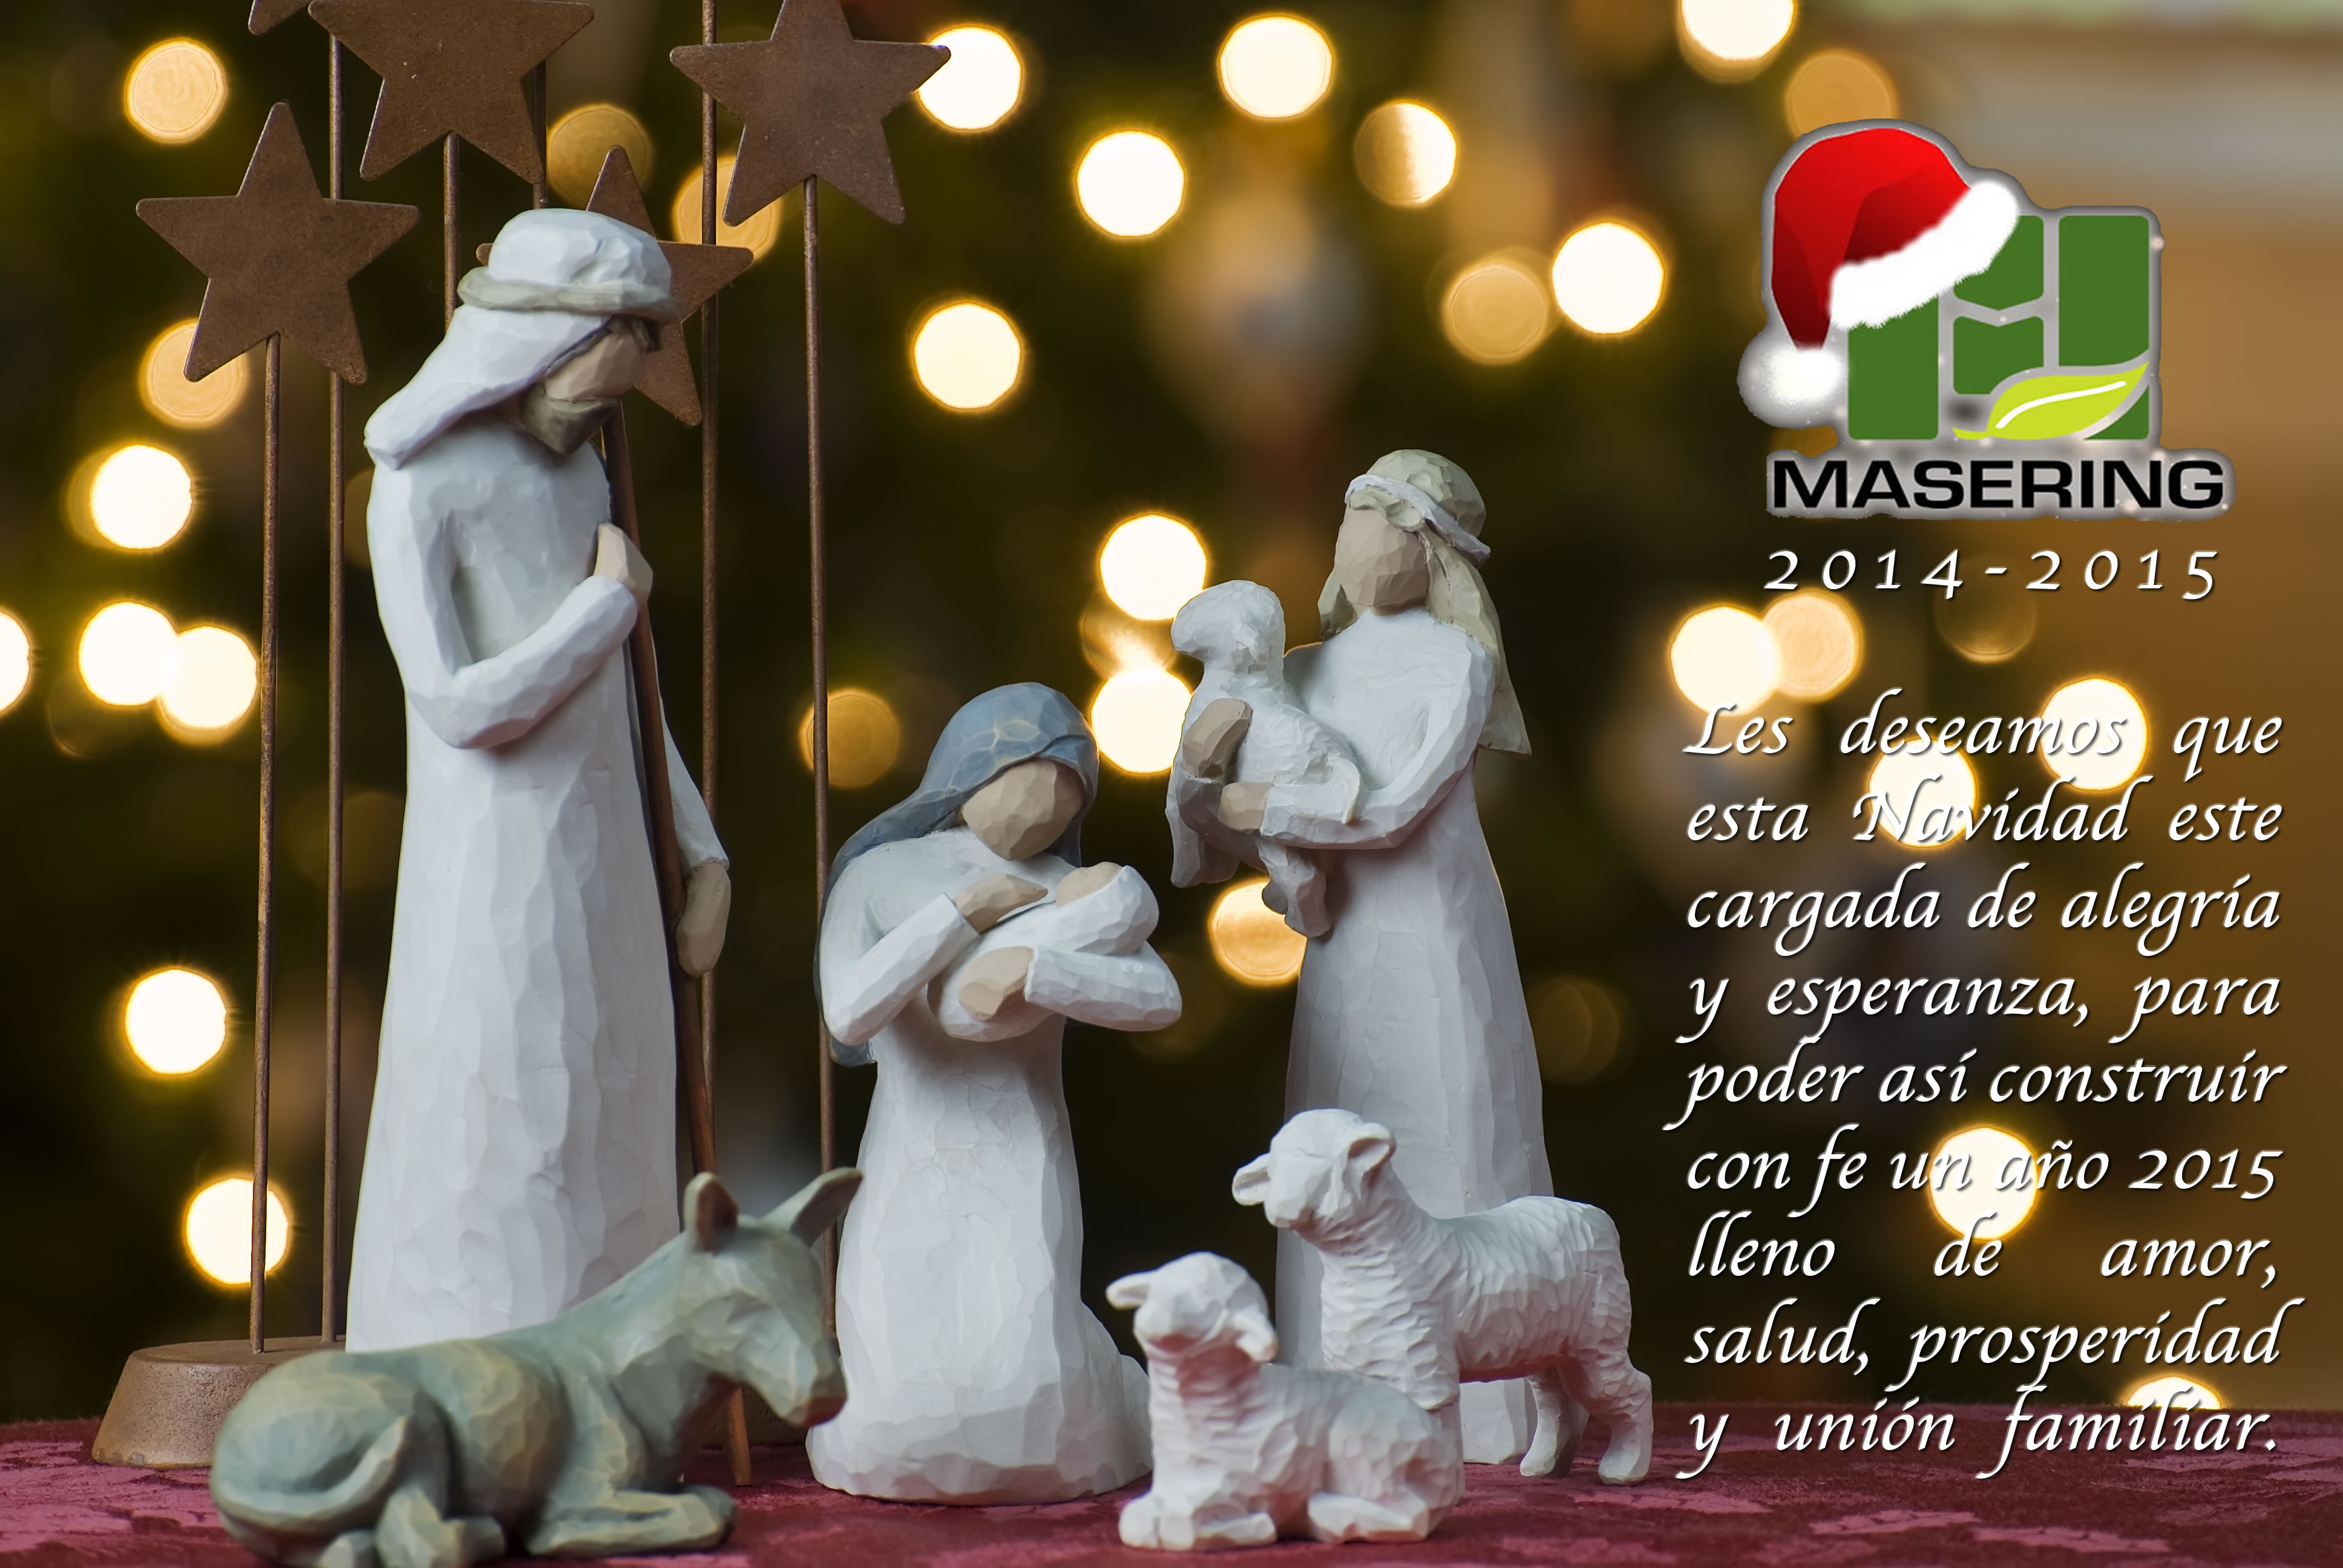 MASERING
2014-2015
Les deseamos que
esta Navidad este
cargada de alegría
y esperanza, para
poder así construir
con fe un año 2015
lleno de amor,
salud, prosperidad
y unión familiar.